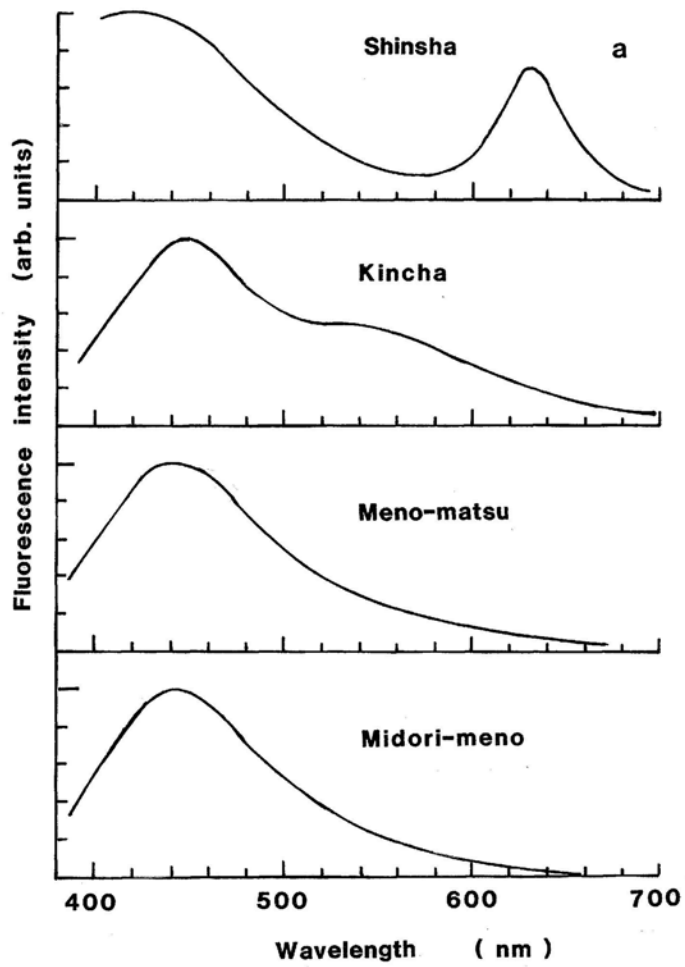 Shinsha a
Kincha
Meno-matsu
Midori-meno
Fluorescence intensity (arb. units)
400 500 600 700
Wavelength ( nm )